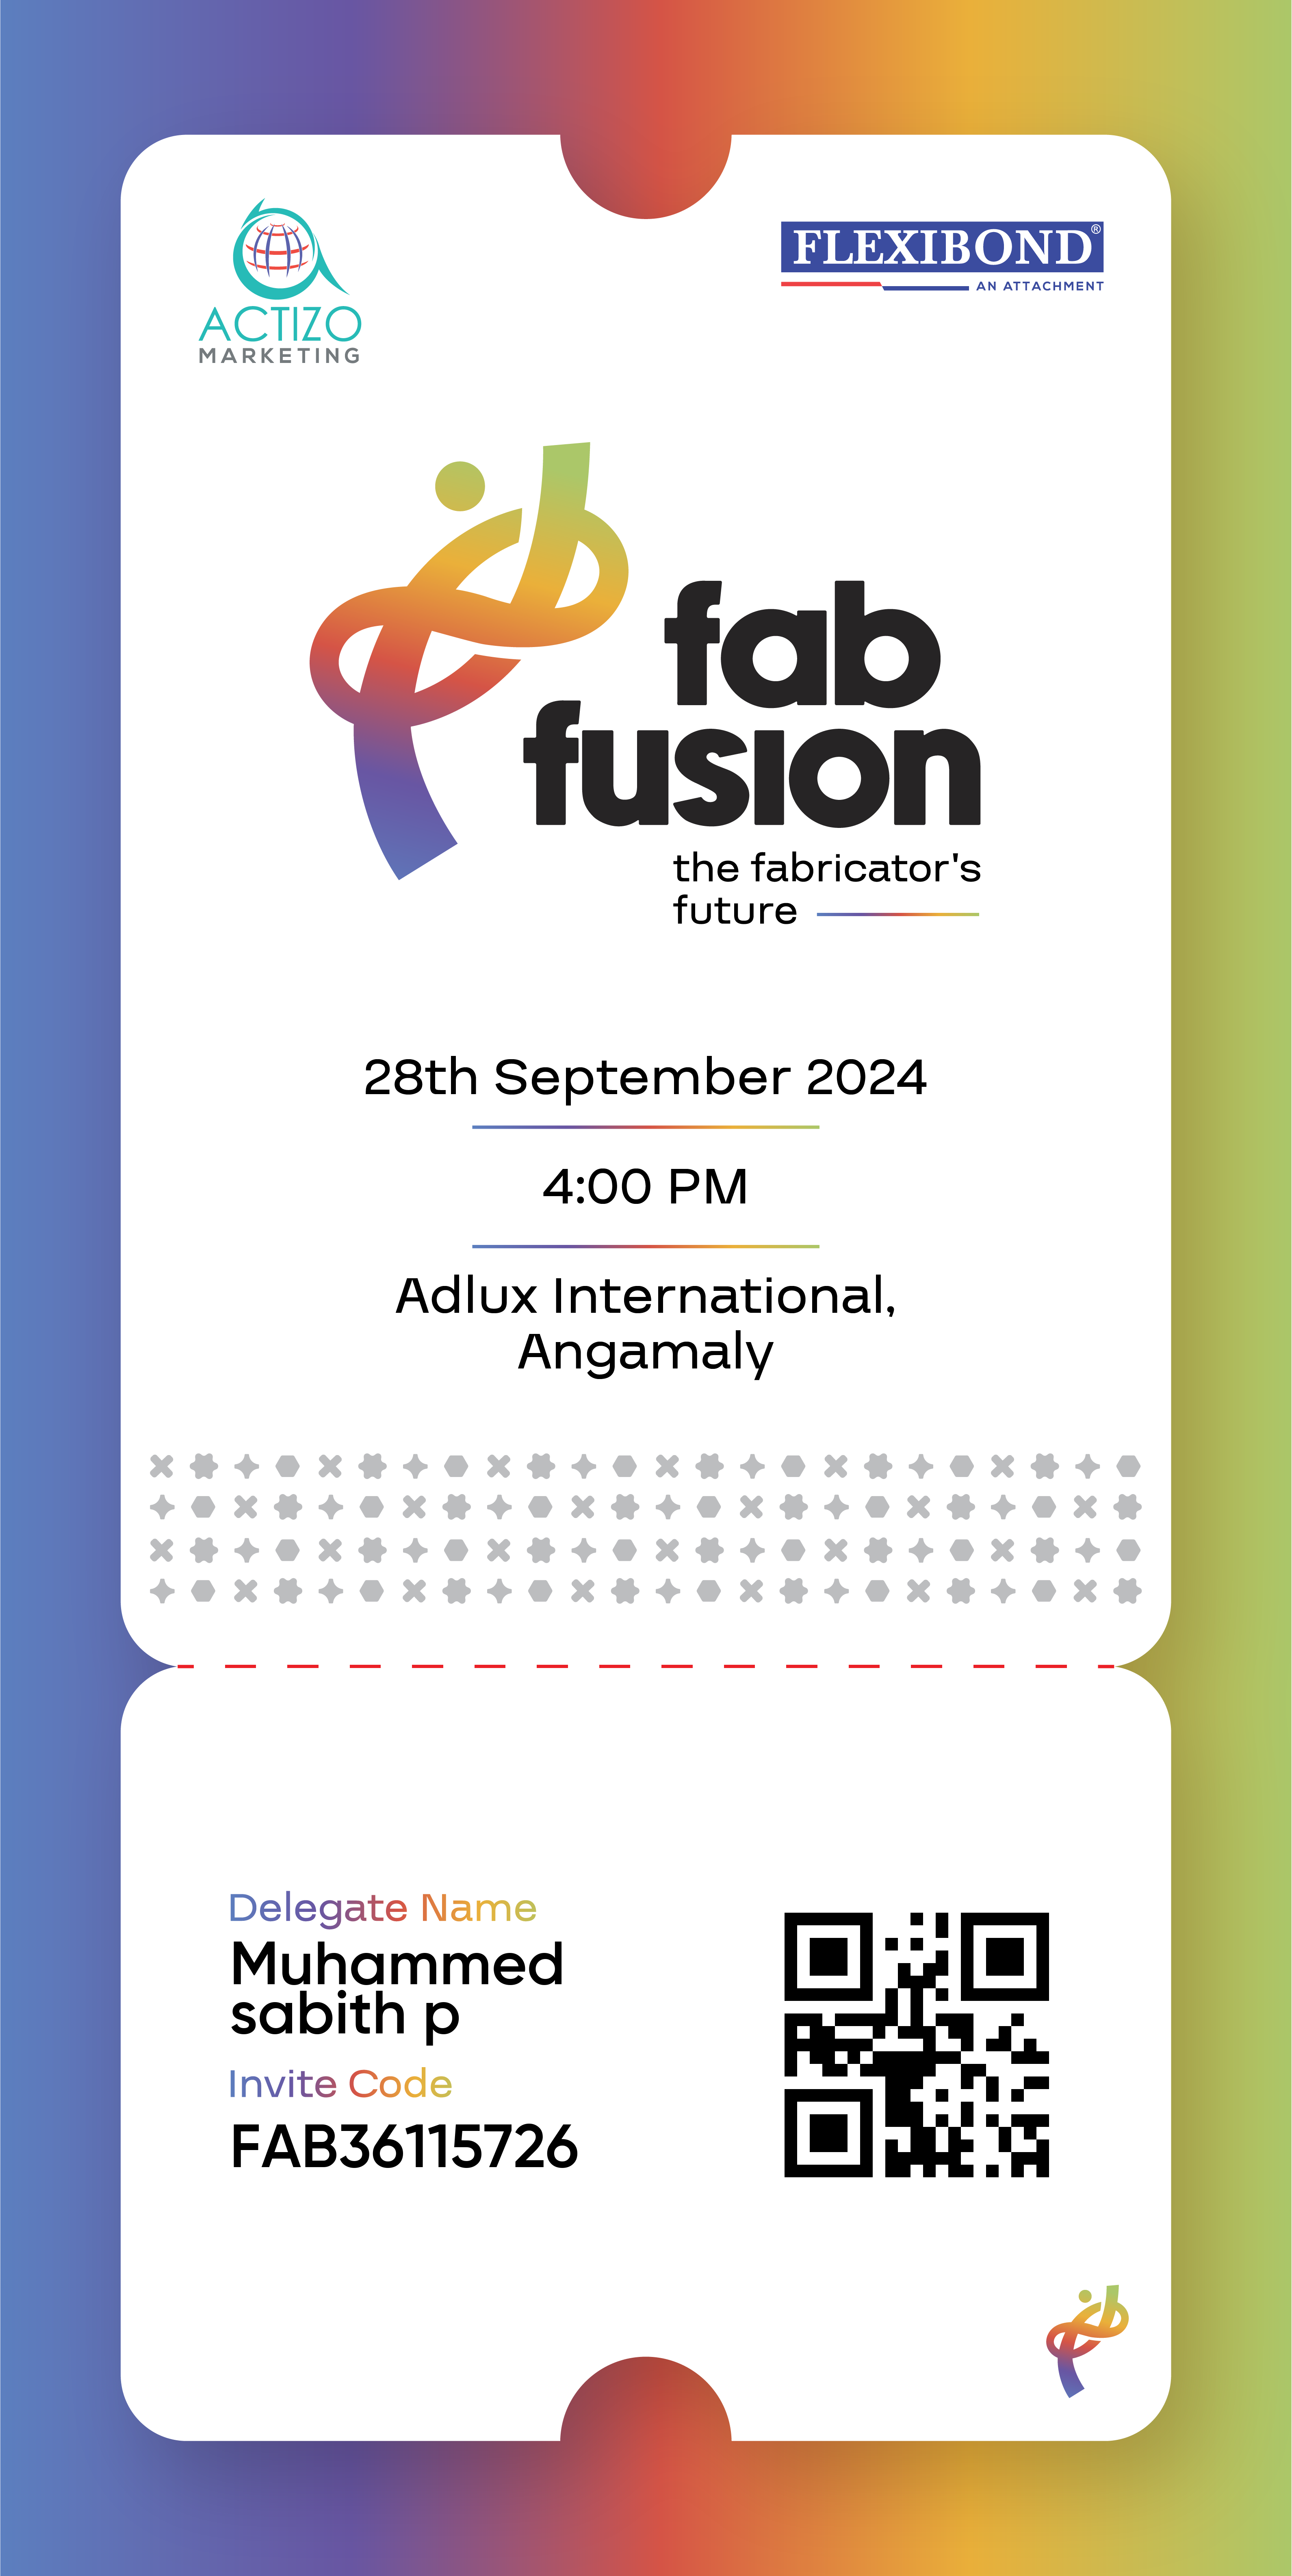 ACTIZO
MARKETING
FLEXIBOND®
AN ATTACHMENT
fab
fusion
the fabricator's
future
28th September 2024
4:00 PM
Adlux International,
Angamaly
Delegate Name
Muhammed
sabith p
Invite Code
FAB36115726